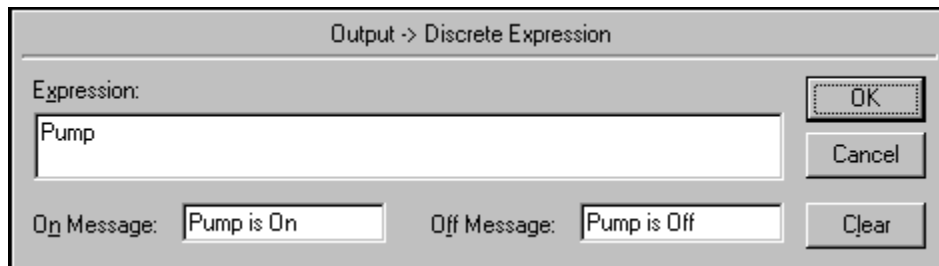 Output -> Discrete Expression
Expression:
OK
Pump
Cancel
On Message: Pump is On Off Message: Pump is Off Clear